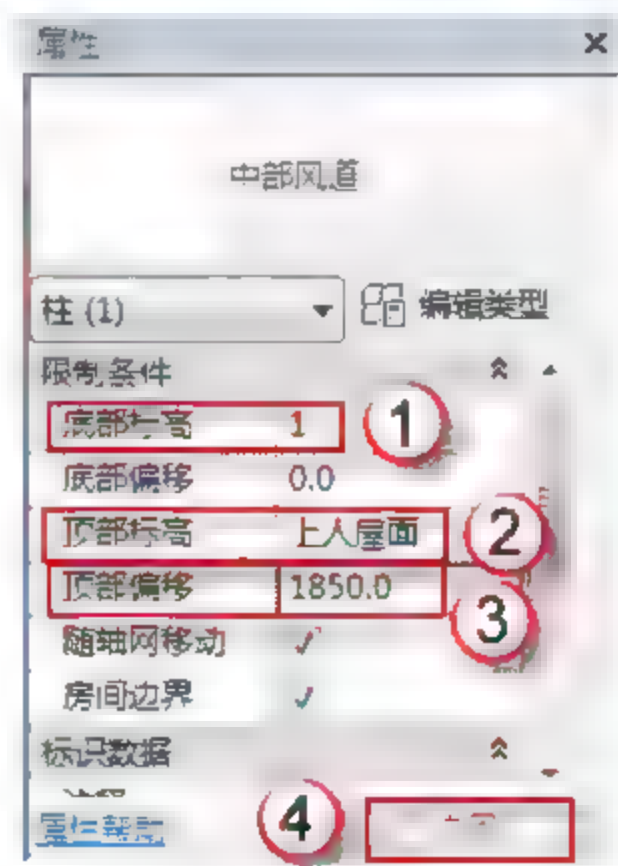 属性
中部风道
柱 (1)
编辑类型
限制条件
底部标高 1
①
底部偏移 0.0
顶部标高 上人屋面
②
顶部偏移 1850.0
③
随轴网移动 ✓
房间边界 ✓
标识数据
属性帮助
④